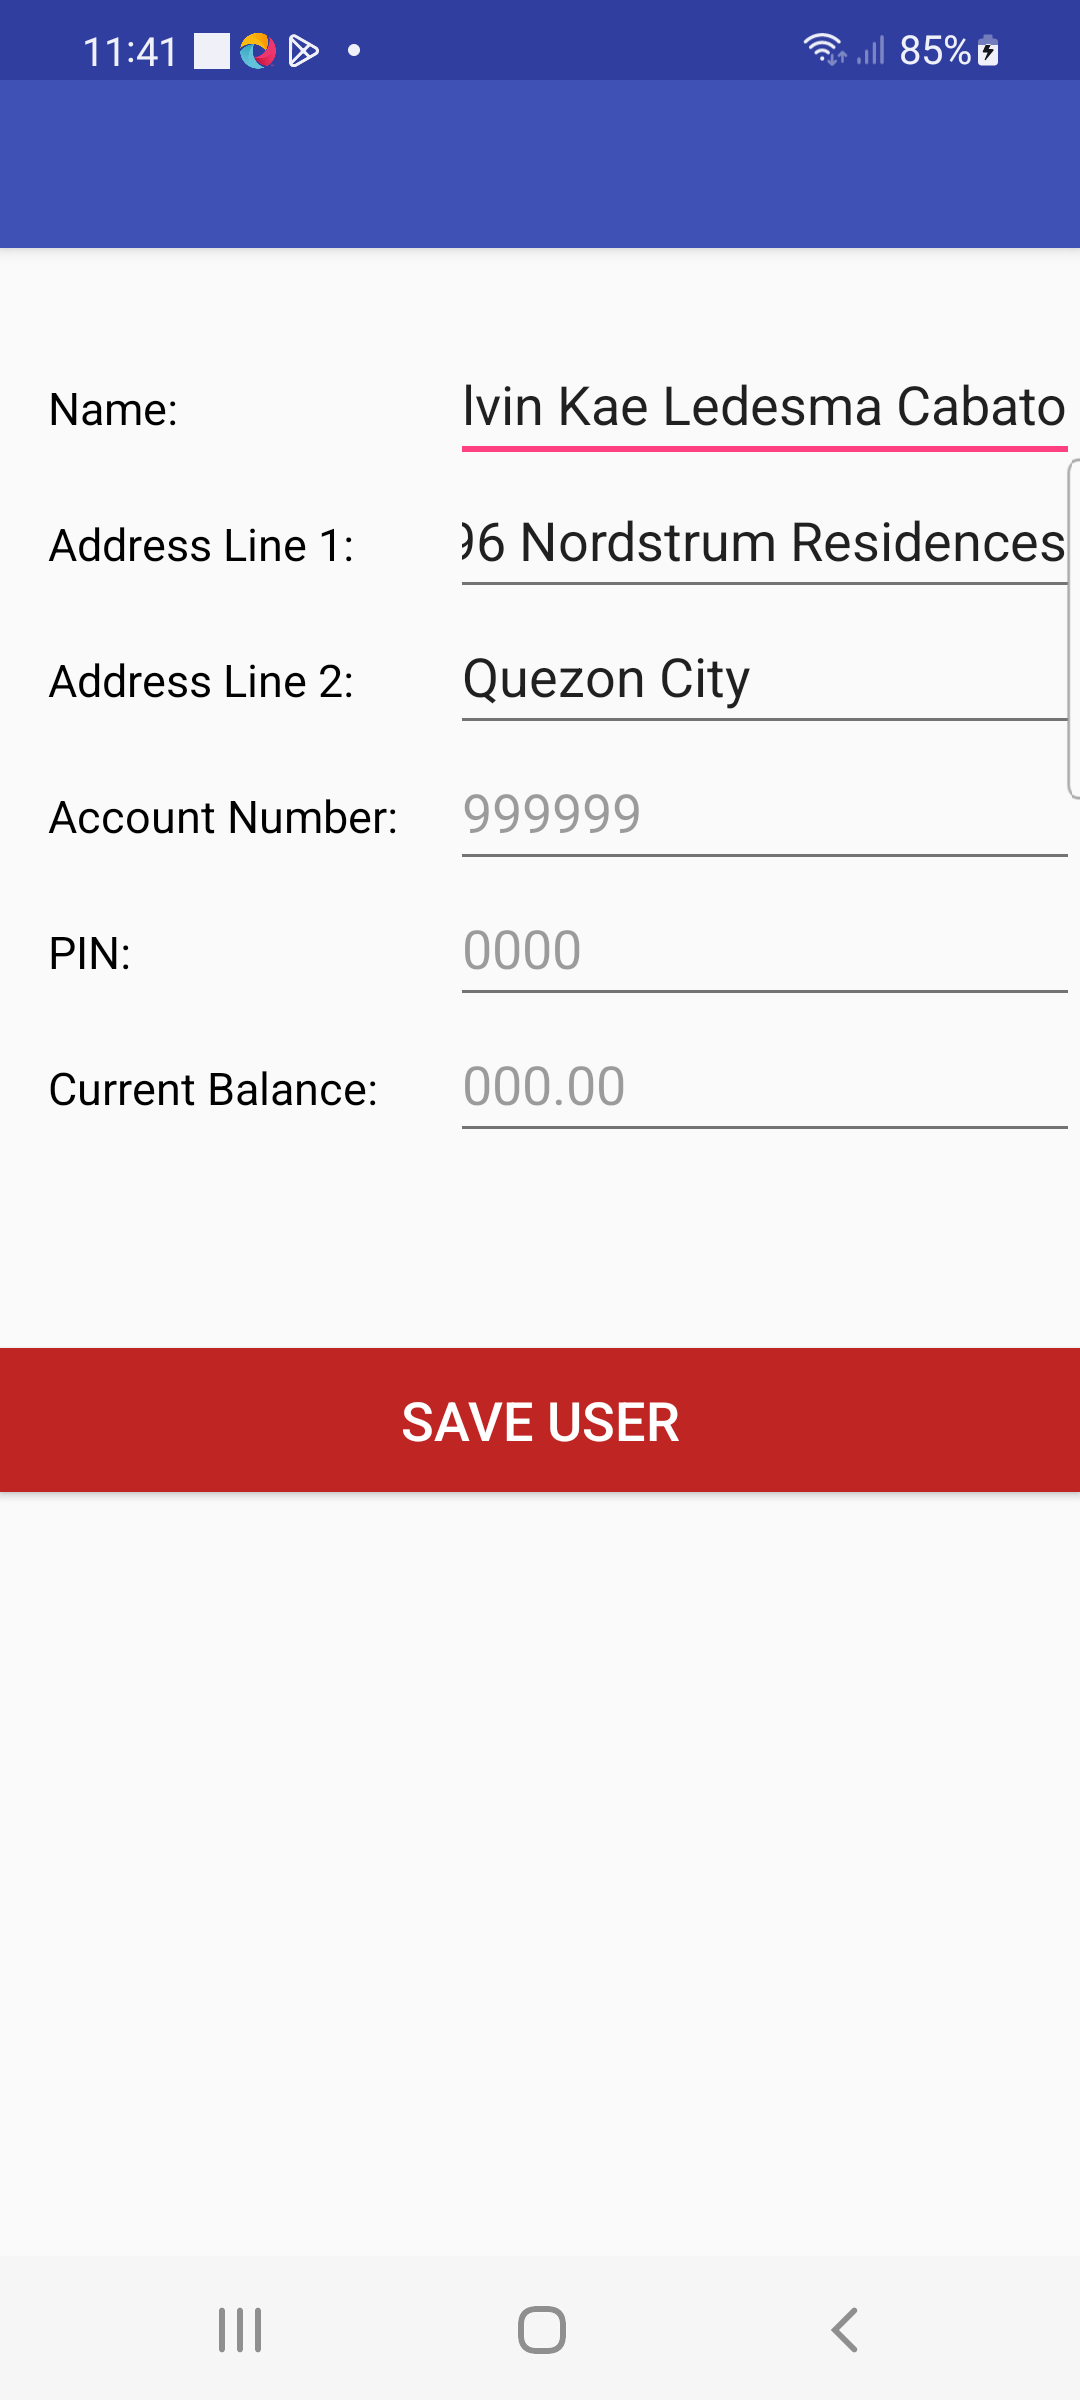 11:41 85%
Name: lvin Kae Ledesma Cabato
Address Line 1: 96 Nordstrum Residences
Address Line 2: Quezon City
Account Number: 999999
PIN: 0000
Current Balance: 000.00
SAVE USER